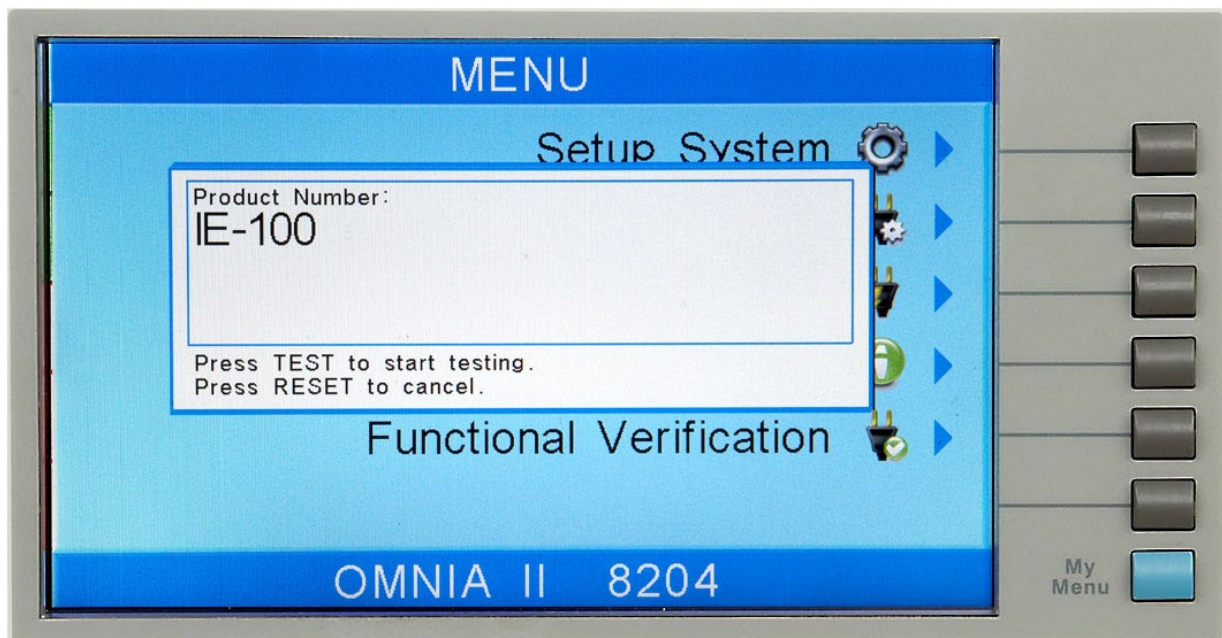 MENU
Setup System
Product Number:
IE-100
Press TEST to start testing.
Press RESET to cancel.
Functional Verification
OMNIA II 8204
My
Menu